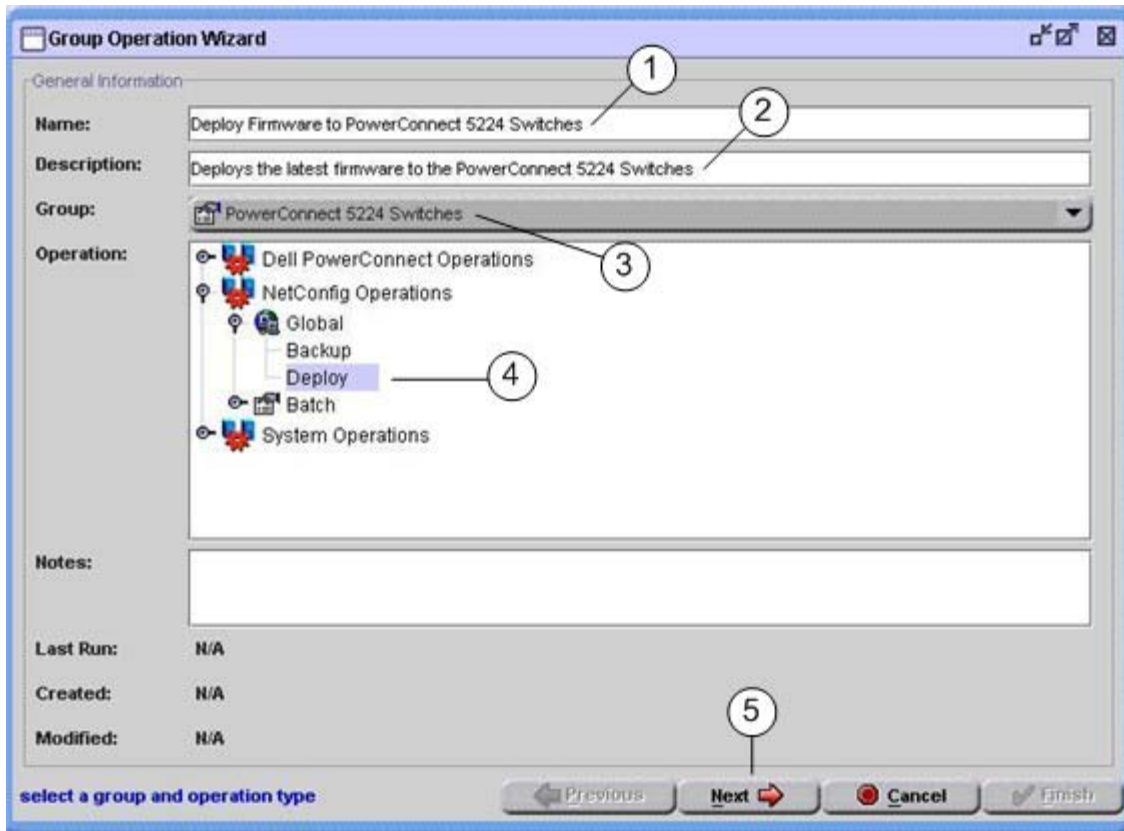 Group Operation Wizard
General Information
1
Name: Deploy Firmware to PowerConnect 5224 Switches
2
Description: Deploys the latest firmware to the PowerConnect 5224 Switches
Group: PowerConnect 5224 Switches
3
Operation: Dell PowerConnect Operations
NetConfig Operations
Global
Backup
Deploy
4
Batch
System Operations
Notes:
Last Run: N/A
Created: N/A
Modified: N/A
5
select a group and operation type
Previous Next Cancel Finish